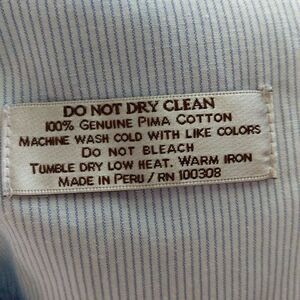 DO NOT DRY CLEAN
100% GENUINE PIMA COTTON
MACHINE WASH COLD WITH LIKE COLORS
DO NOT BLEACH
TUMBLE DRY LOW HEAT. WARM IRON
MADE IN PERU / RN 100308